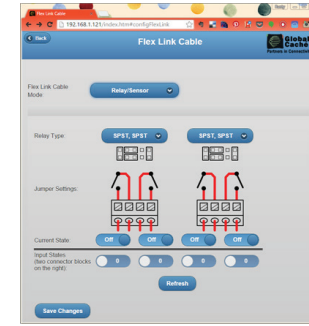 Flex Link Cable
192.168.1.121/index.htm#configFlexLink
Back
Flex Link Cable
Global
Caché
Flex Link Cable
Mode:
Relay/Sensor
Relay Type:
SPST, SPST
SPST, SPST
Jumper Settings:
Current State:
Off
Off
Off
Off
Input States
(two connector blocks
on the right):
0
0
0
0
Refresh
Save Changes